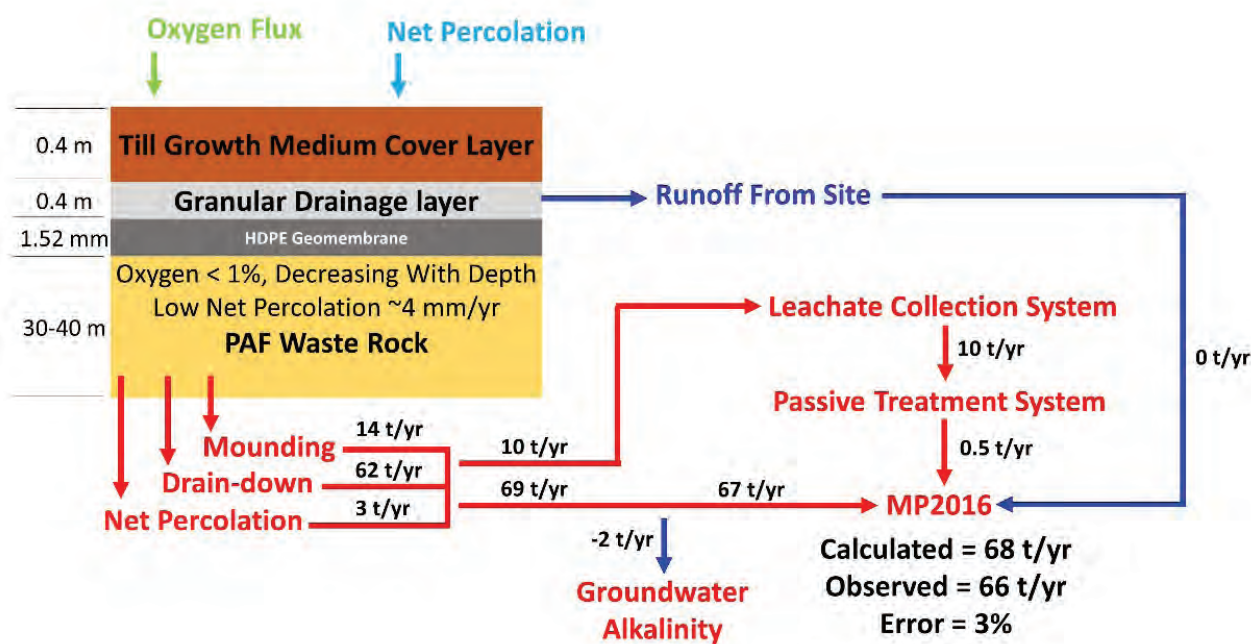 Oxygen Flux
Net Percolation
0.4 m
Till Growth Medium Cover Layer
0.4 m
Granular Drainage layer
Runoff From Site
1.52 mm
HDPE Geomembrane
Oxygen < 1%, Decreasing With Depth
Low Net Percolation ~4 mm/yr
30-40 m
PAF Waste Rock
Leachate Collection System
10 t/yr
0 t/yr
Passive Treatment System
0.5 t/yr
Mounding
14 t/yr
10 t/yr
Drain-down
62 t/yr
Net Percolation
3 t/yr
69 t/yr
67 t/yr
MP2016
-2 t/yr
Groundwater
Alkalinity
Calculated = 68 t/yr
Observed = 66 t/yr
Error = 3%